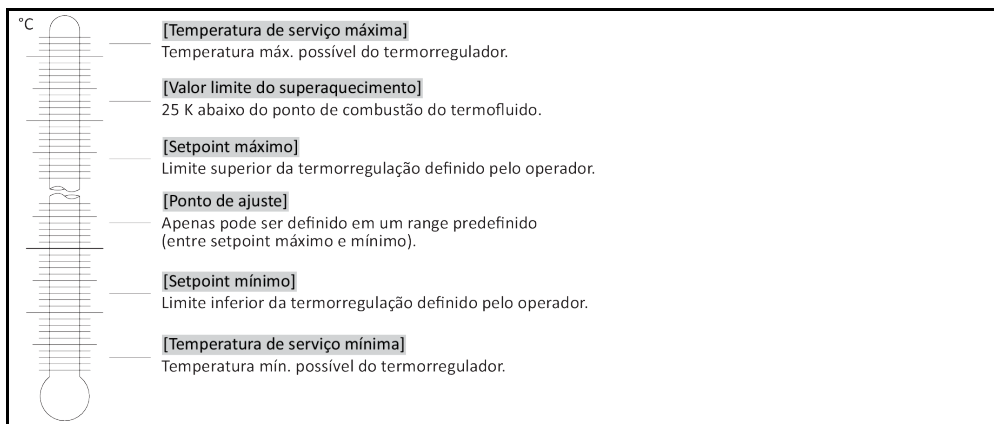 °C
[Temperatura de serviço máxima]
Temperatura máx. possível do termorregulador.
[Valor limite do superaquecimento]
25 K abaixo do ponto de combustão do termofluido.
[Setpoint máximo]
Limite superior da termorregulação definido pelo operador.
[Ponto de ajuste]
Apenas pode ser definido em um range predefinido
(entre setpoint máximo e mínimo).
[Setpoint mínimo]
Limite inferior da termorregulação definido pelo operador.
[Temperatura de serviço mínima]
Temperatura mín. possível do termorregulador.